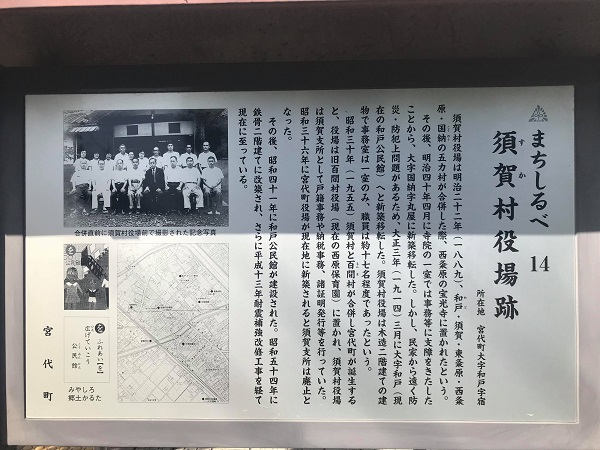 まちしるべ 14
須賀村役場跡
すか
所在地 宮代町大字和戸字宿
須賀村役場は明治二十二年(一八八九)、和戸・須賀・東粂原・西粂
原・国納の五カ村が合併した際、西粂原の宝光寺に置かれたという。
その後、明治四十年四月に寺院の一室では事務等に支障をきたした
ことから、大字国納字丸屋に新築移転した。しかし、民家から遠く防
災・防犯上問題があるため、大正三年(一九一四)三月に大字和戸(現
在の和戸公民館)へと新築移転した。須賀村役場は木造二階建ての建
物で事務室は一室のみ、職員は約十七名程度であったという。
昭和三十年(一九五五)須賀村と百間村が合併し宮代町が誕生する
と、役場は旧百間村役場(現在の西原保育園)に置かれ、須賀村役場
は須賀支所として戸籍事務や納税事務、諸証明発行等を行っていた。
昭和三十六年に宮代町役場が現在地に新築されると須賀支所は廃止と
なった。
その後、昭和四十一年に和戸公民館が建設された。昭和五十四年に
鉄骨二階建てに改築され、さらに平成十三年耐震補強改修工事を経て
現在に至っている。
合併直前に須賀村役場前で撮影された記念写真
を
ふれあい【を】
広げていこう
公民館
みやしろ
郷土かるた
宮代町